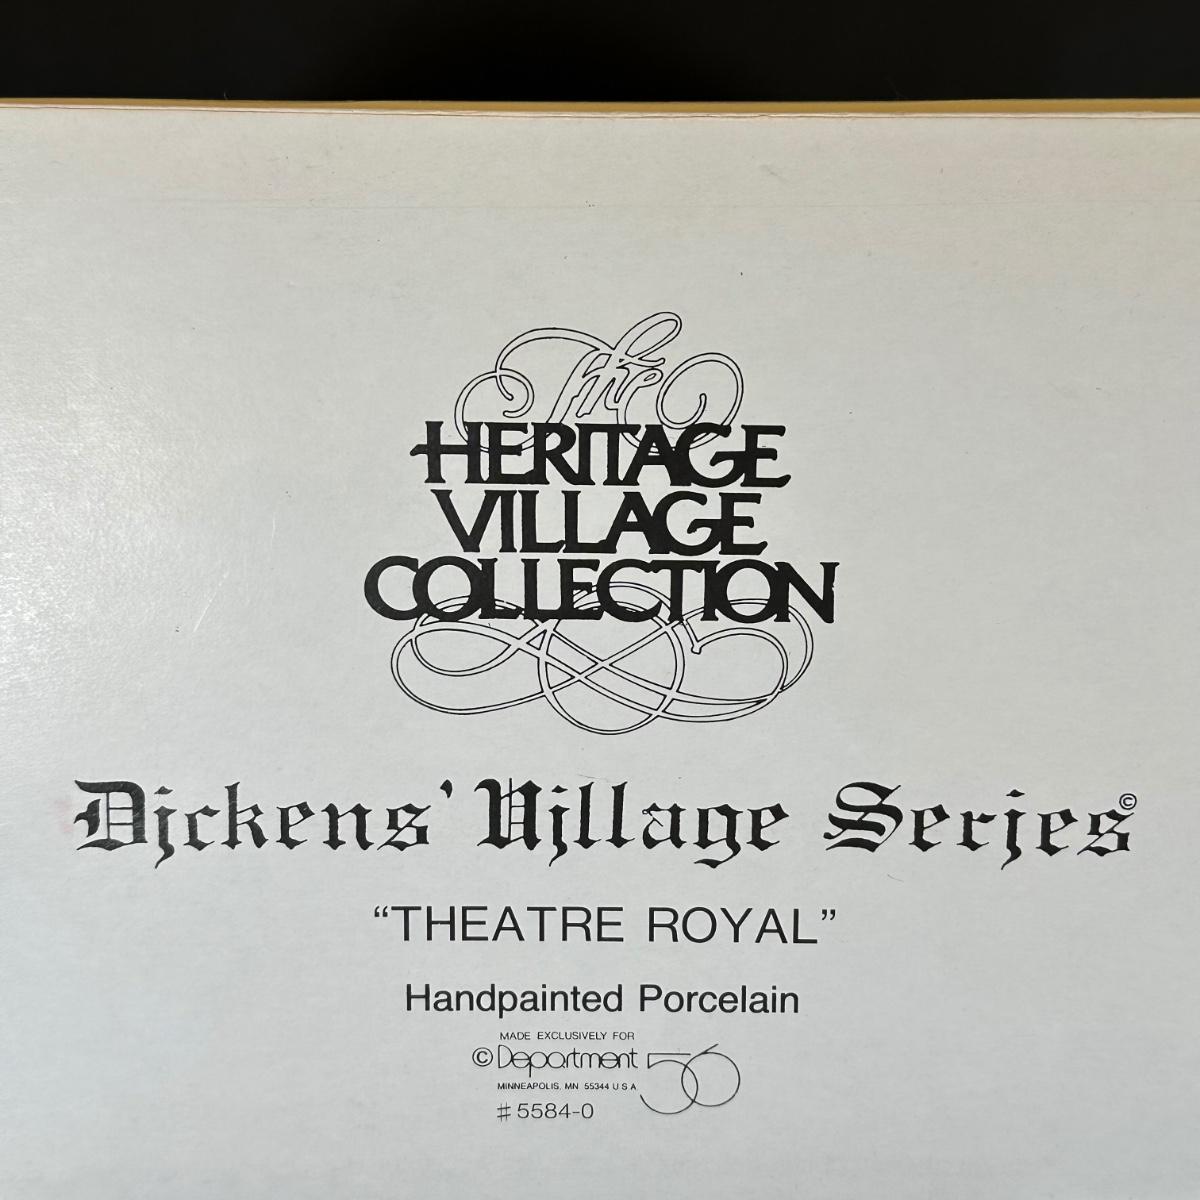 The
HERITAGE
VILLAGE
COLLECTION
Dickens' Village Series©
“THEATRE ROYAL”
Handpainted Porcelain
MADE EXCLUSIVELY FOR
©Department 56
MINNEAPOLIS, MN 55344 U S A
#5584-0